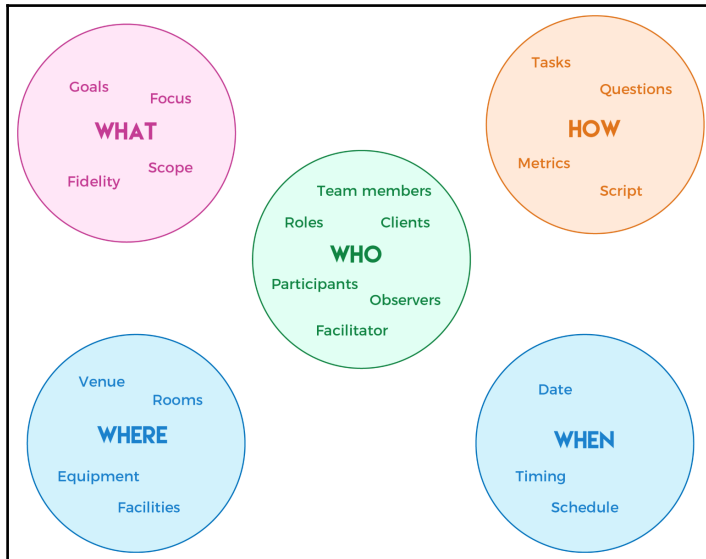 Goals
Focus
WHAT
Scope
Fidelity
Tasks
Questions
HOW
Metrics
Script
Team members
Roles
Clients
WHO
Participants
Observers
Facilitator
Venue
Rooms
WHERE
Equipment
Facilities
Date
WHEN
Timing
Schedule